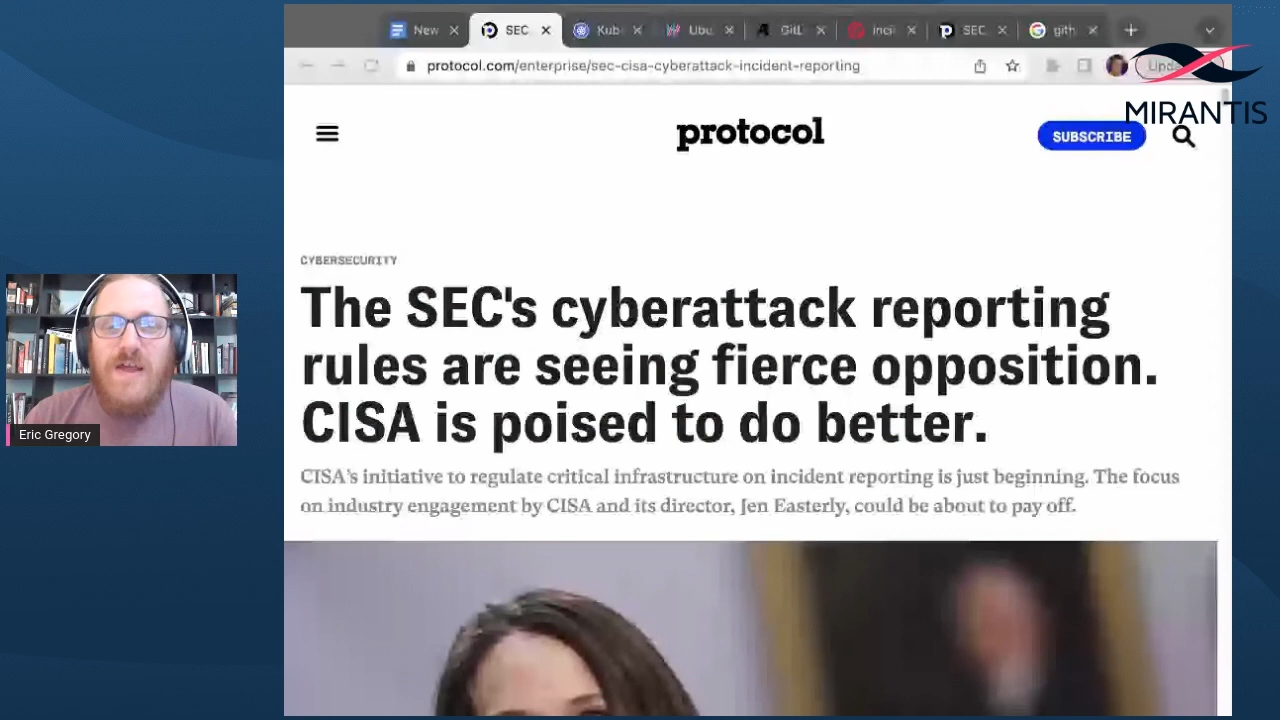 New
SEC
Kub
Ubu
GitL
inci
SEC
gith
protocol.com/enterprise/sec-cisa-cyberattack-incident-reporting
MIRANTIS
protocol
SUBSCRIBE
CYBERSECURITY
The SEC's cyberattack reporting
rules are seeing fierce opposition.
CISA is poised to do better.
CISA's initiative to regulate critical infrastructure on incident reporting is just beginning. The focus
on industry engagement by CISA and its director, Jen Easterly, could be about to pay off.
Eric Gregory